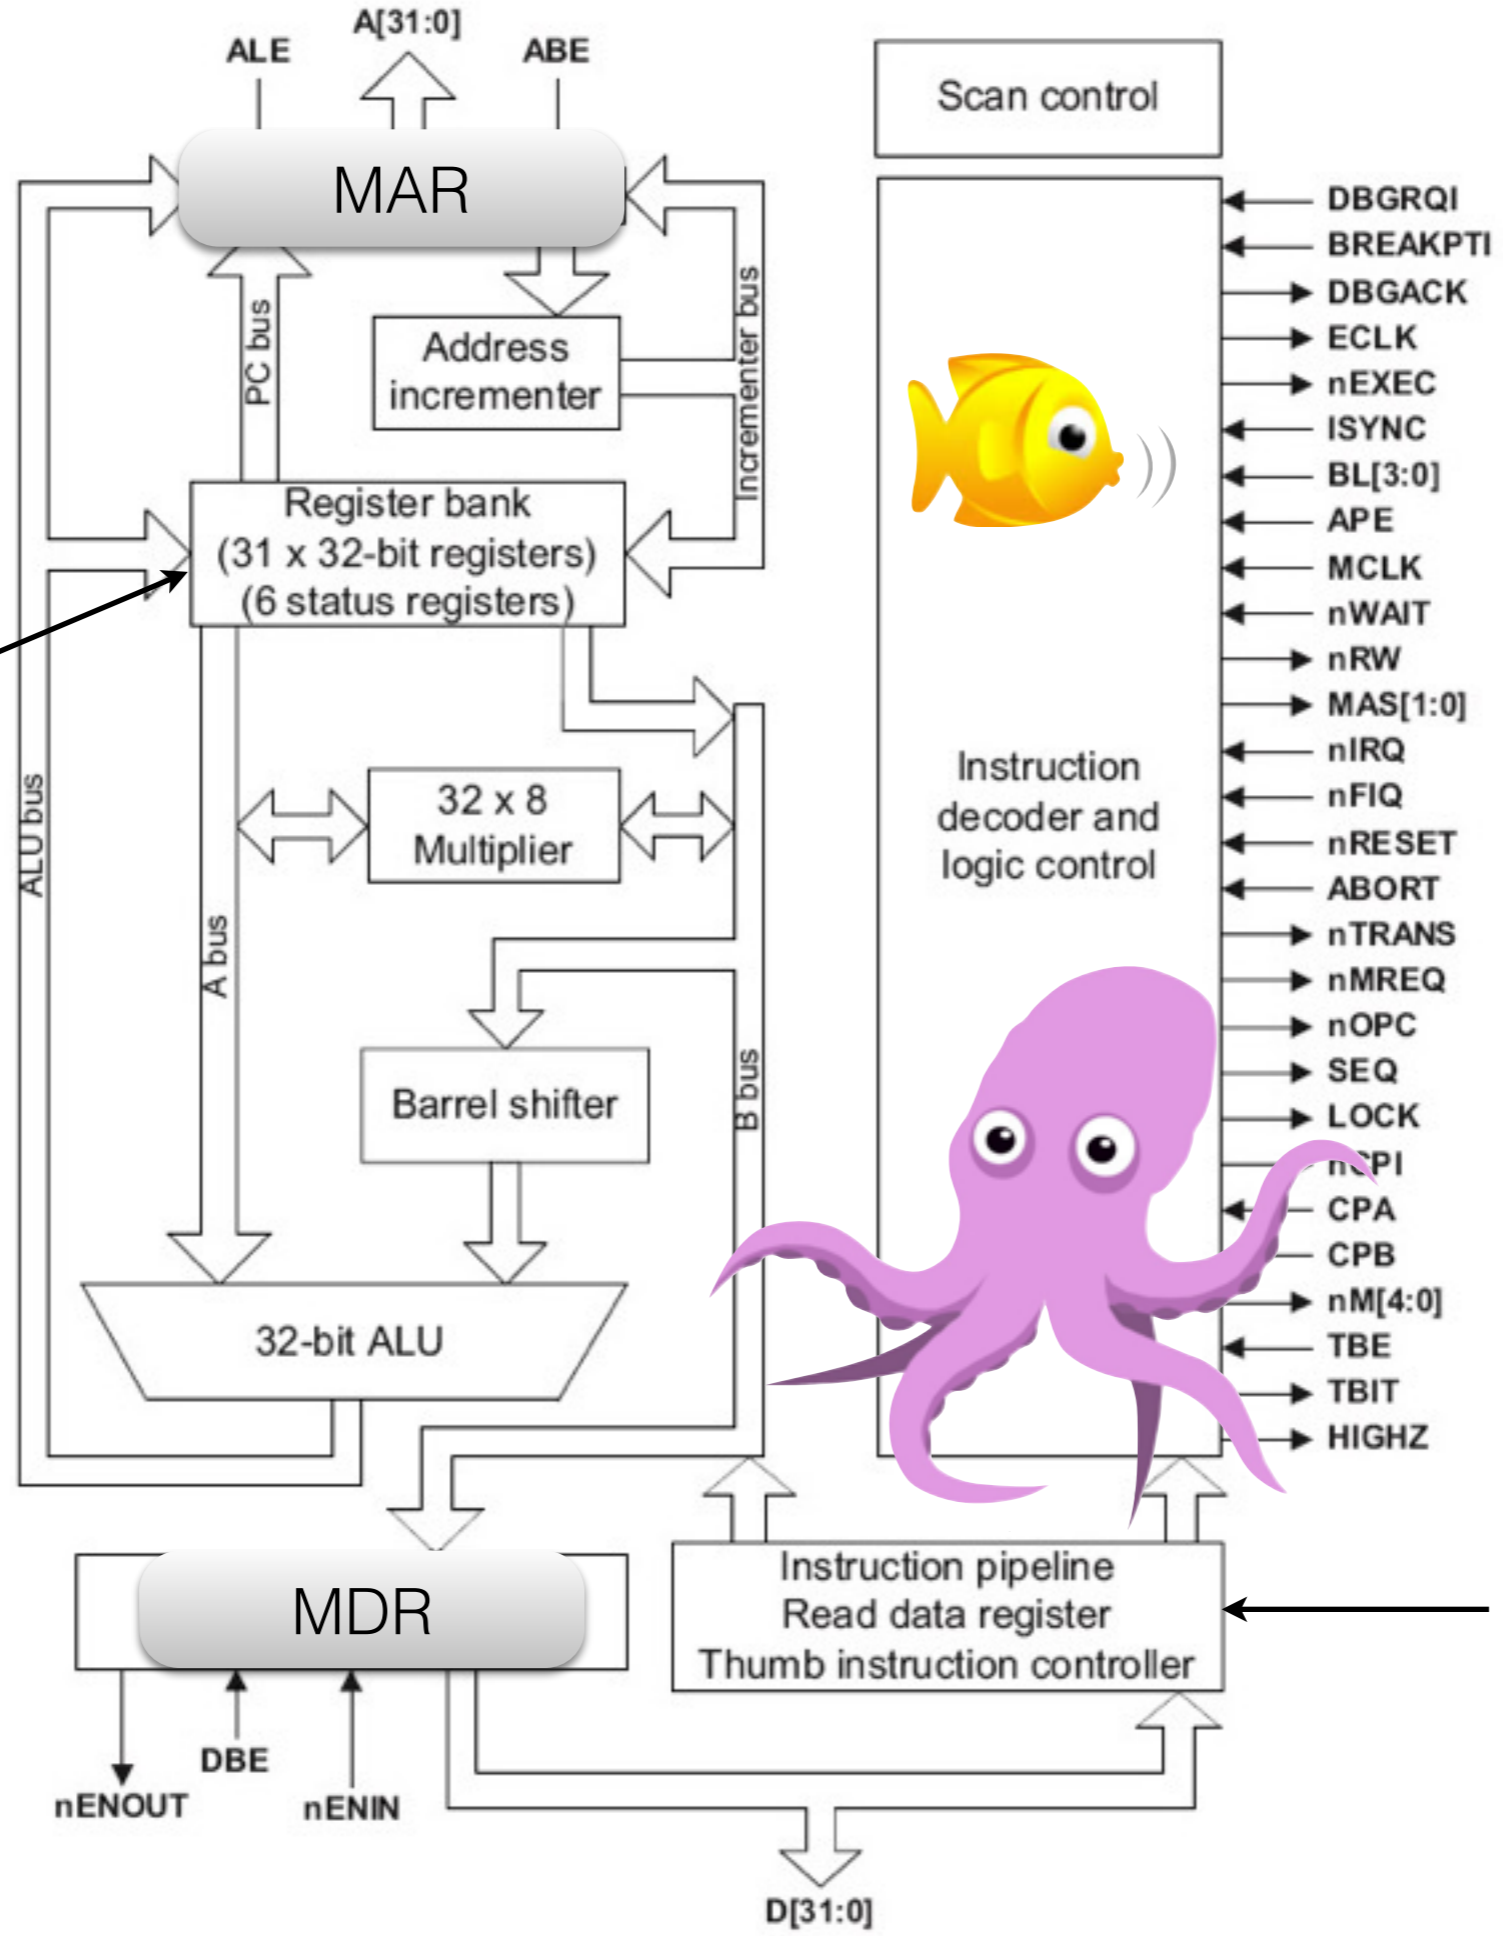 A[31:0]
ALE
ABE
MAR
PC bus
Address
incrementer
Incrementer bus
Register bank
(31 x 32-bit registers)
(6 status registers)
ALU bus
A bus
32 x 8
Multiplier
Barrel shifter
B bus
32-bit ALU
MDR
nENOUT
DBE
nENIN
Scan control
Instruction
decoder and
logic control
DBGRQI
BREAKPTI
DBGACK
ECLK
nEXEC
ISYNC
BL[3:0]
APE
MCLK
nWAIT
nRW
MAS[1:0]
nIRQ
nFIQ
nRESET
ABORT
nTRANS
nMREQ
nOPC
SEQ
LOCK
nCPI
CPA
CPB
nM[4:0]
TBE
TBIT
HIGHZ
Instruction pipeline
Read data register
Thumb instruction controller
D[31:0]